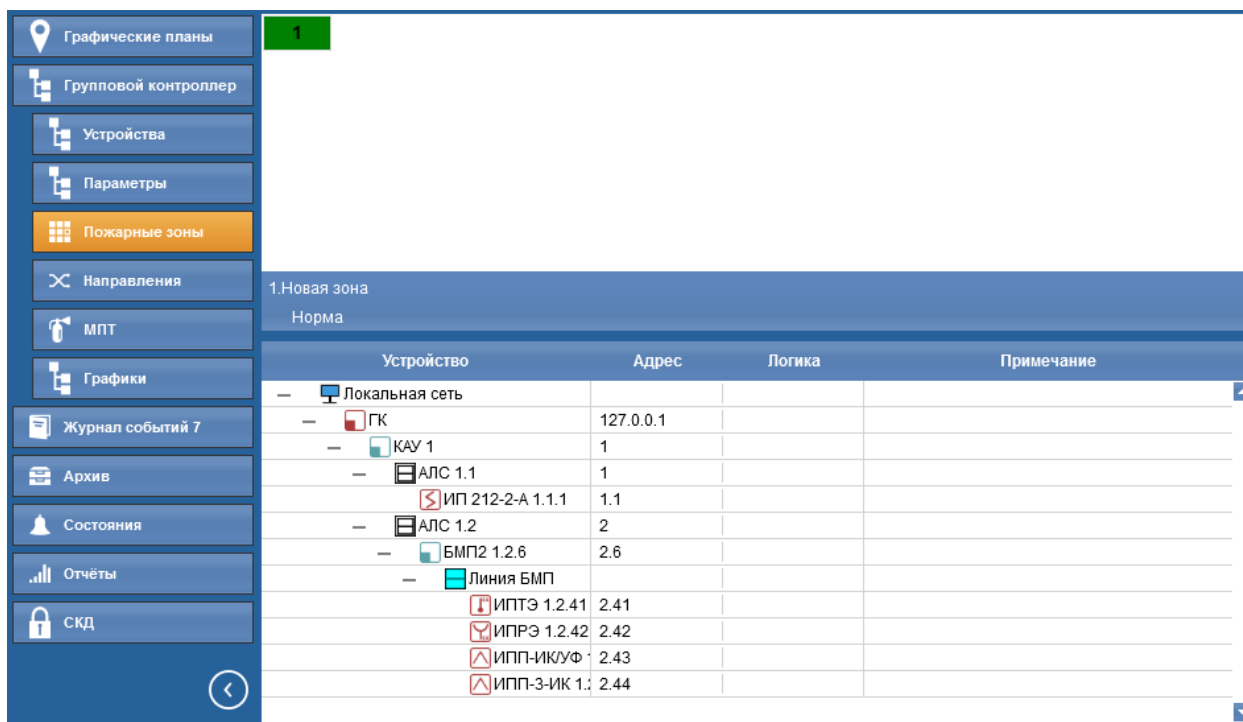 Графические планы
Групповой контроллер
Устройства
Параметры
Пожарные зоны
Направления
МПТ
Графики
Журнал событий 7
Архив
Состояния
Отчёты
СКД
1
1.Новая зона
Норма
Устройство Адрес Логика Примечание
Локальная сеть
ГК 127.0.0.1
КАУ 1 1
АЛС 1.1 1
ИП 212-2-А 1.1.1 1.1
АЛС 1.2 2
БМП2 1.2.6 2.6
Линия БМП
ИПТЭ 1.2.41 2.41
ИПРЭ 1.2.42 2.42
ИПП-ИК/УФ 2.43
ИПП-3-ИК 1.2 2.44